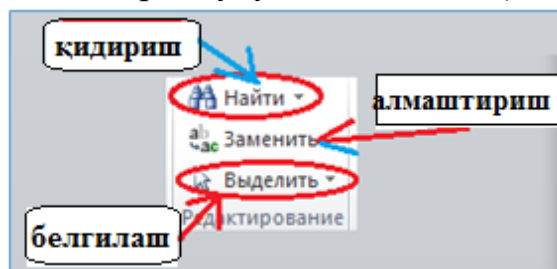 қидириш
Найти
алмаштириш
Заменить
Выделить
Редактирование
белгилаш